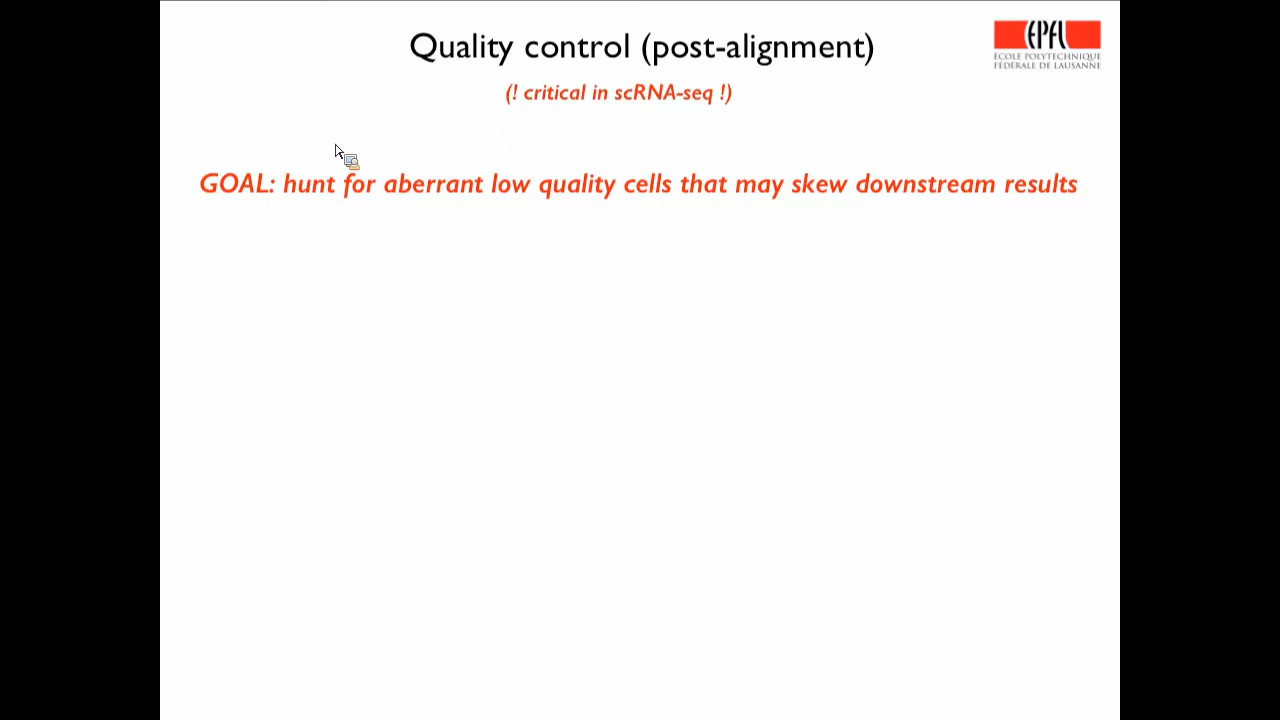 Quality control (post-alignment)
EPFL
ÉCOLE POLYTECHNIQUE
FÉDÉRALE DE LAUSANNE
(! critical in scRNA-seq !)
GOAL: hunt for aberrant low quality cells that may skew downstream results